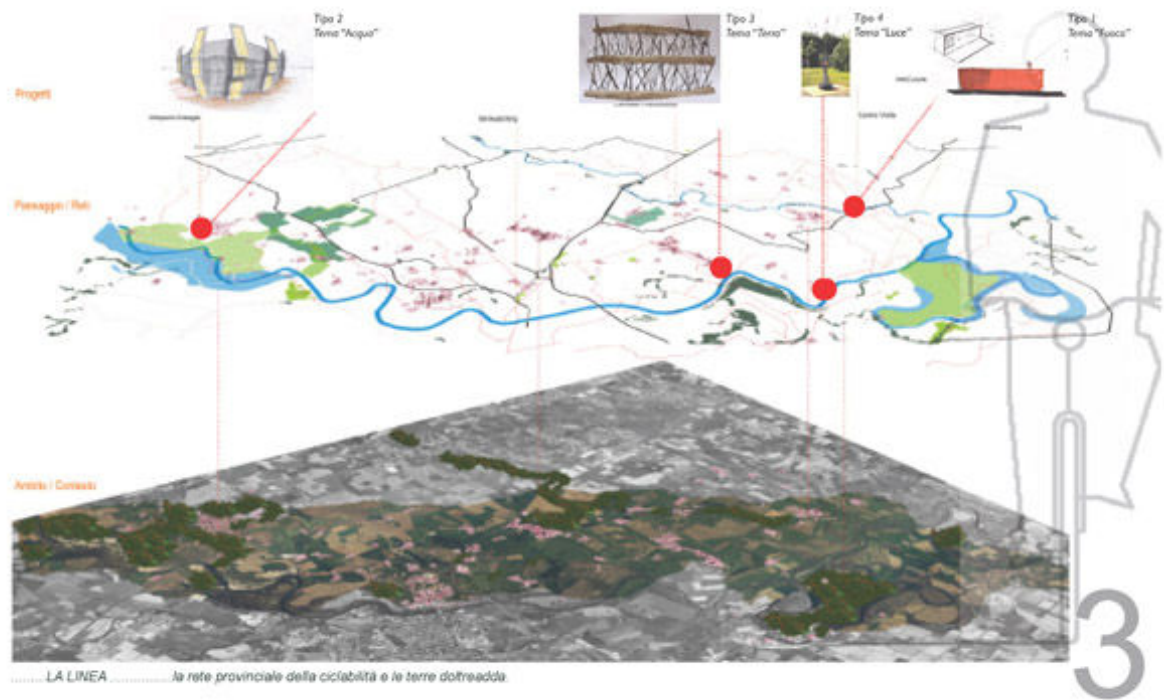 Tipo 2
Tema "Acqua"
Tipo 3
Tema "Terra"
Tipo 4
Tema "Luce"
Tipo 1
Tema "Fuoco"
Progetti
Paesaggio / Reti
Ambito / Contesto
3
........ LA LINEA ................ la rete provinciale della ciclabilità e le terre doltreadda.